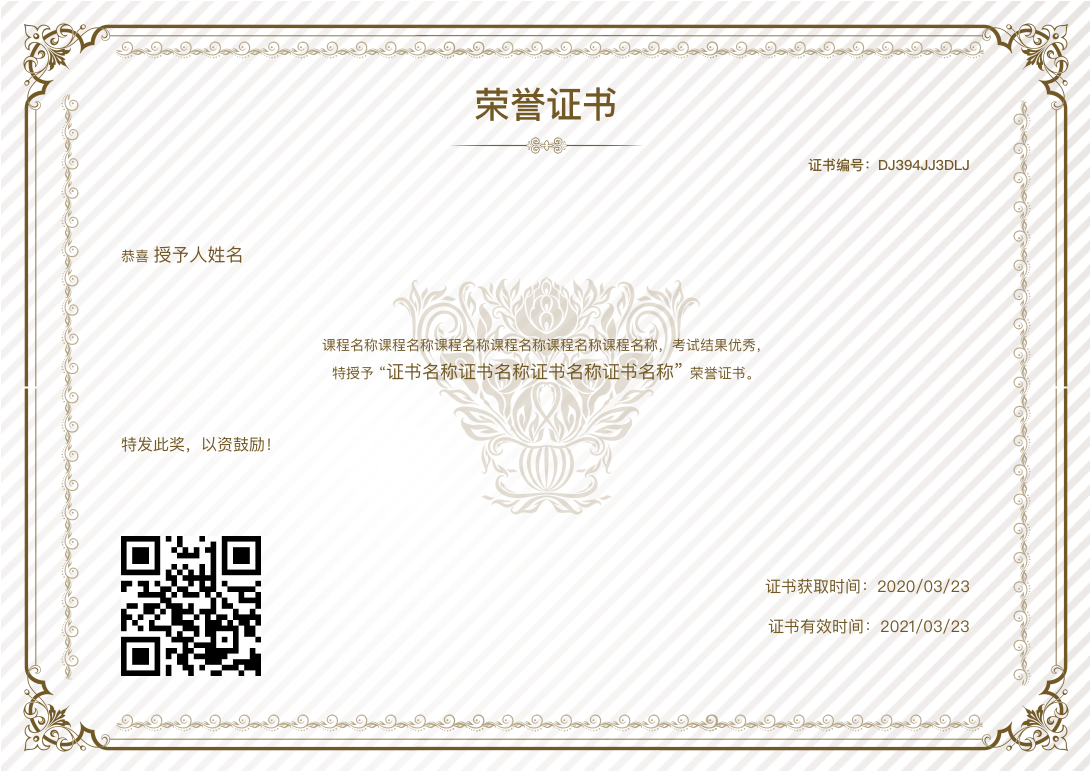 荣誉证书
证书编号：DJ394JJ3DLJ
恭喜 授予人姓名
课程名称课程名称课程名称课程名称课程名称课程名称，考试结果优秀，
特授予 “证书名称证书名称证书名称证书名称” 荣誉证书。
特发此奖，以资鼓励！
证书获取时间：2020/03/23
证书有效时间：2021/03/23